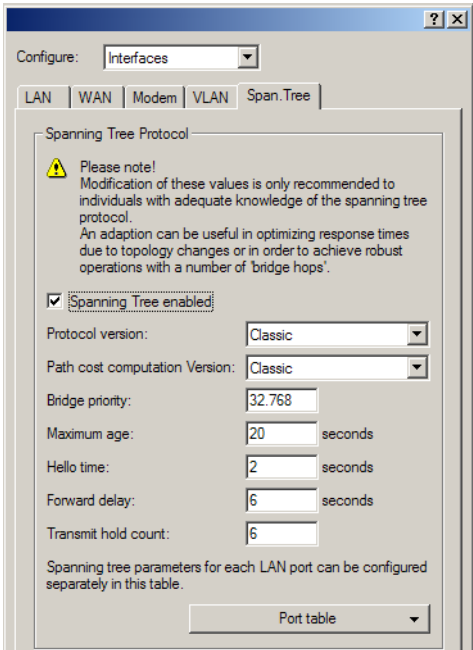 Configure: Interfaces
LAN WAN Modem VLAN Span.Tree
Spanning Tree Protocol
Please note!
Modification of these values is only recommended to
individuals with adequate knowledge of the spanning tree
protocol.
An adaption can be useful in optimizing response times
due to topology changes or in order to achieve robust
operations with a number of 'bridge hops'.
Spanning Tree enabled
Protocol version: Classic
Path cost computation Version: Classic
Bridge priority: 32.768
Maximum age: 20 seconds
Hello time: 2 seconds
Forward delay: 6 seconds
Transmit hold count: 6
Spanning tree parameters for each LAN port can be configured
separately in this table.
Port table